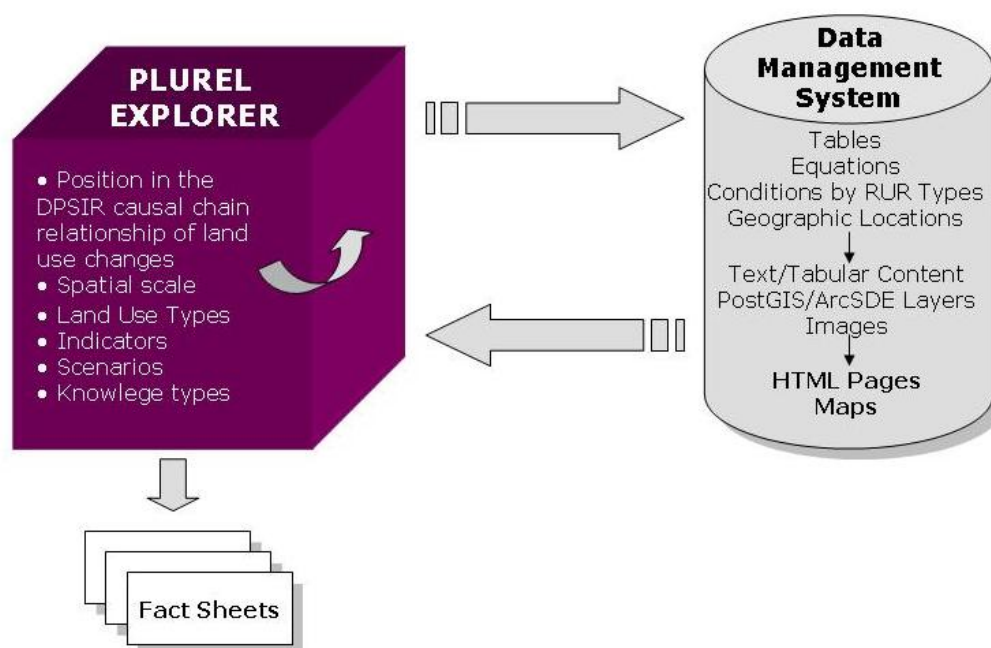 PLUREL
EXPLORER
• Position in the
DPSIR causal chain
relationship of land
use changes
• Spatial scale
• Land Use Types
• Indicators
• Scenarios
• Knowlege types
Data
Management
System
Tables
Equations
Conditions by RUR Types
Geographic Locations
Text/Tabular Content
PostGIS/ArcSDE Layers
Images
HTML Pages
Maps
Fact Sheets